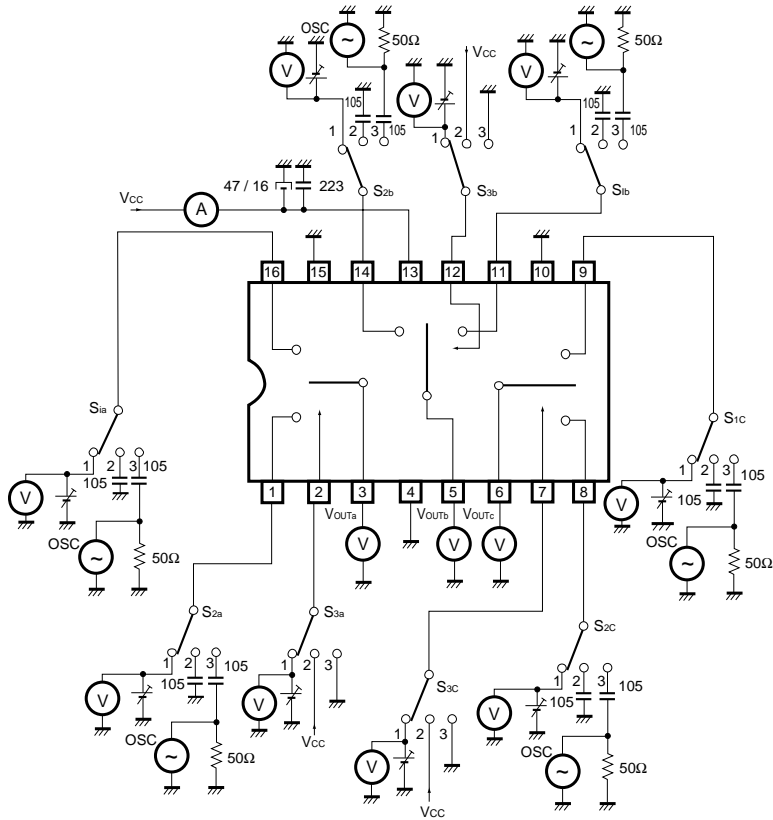 OSC ~ 50Ω
V
105
1 2 3 105
S2b
VCC
V
1 2 3
S3b
OSC ~ 50Ω
V
105
1 2 3 105
SIb
VCC A 47 / 16 223
16 15 14 13 12 11 10 9
Sia
1 2 3 105
105
V
OSC ~ 50Ω
S1C
1 2 3 105
105
V
OSC ~ 50Ω
1 2 3 4 5 6 7 8
VOUTa VOUTb VOUTc
V V V
S2a
1 2 3 105
105
V
OSC ~ 50Ω
S3a
1 2 3
V
VCC
S3C
1 2 3
V
VCC
S2C
1 2 3 105
105
V
OSC ~ 50Ω